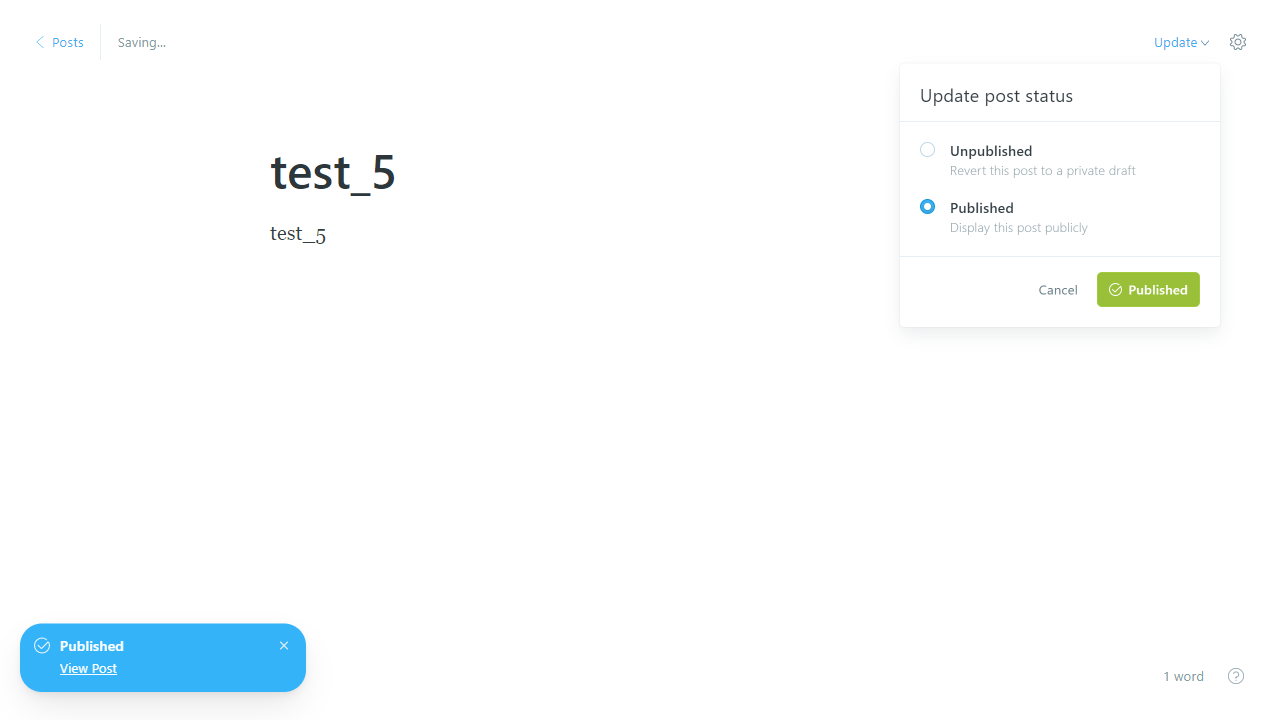 Posts
Saving...
Update
Update post status
Unpublished
Revert this post to a private draft
Published
Display this post publicly
Cancel
Published
test_5
test_5
Published
View Post
1 word